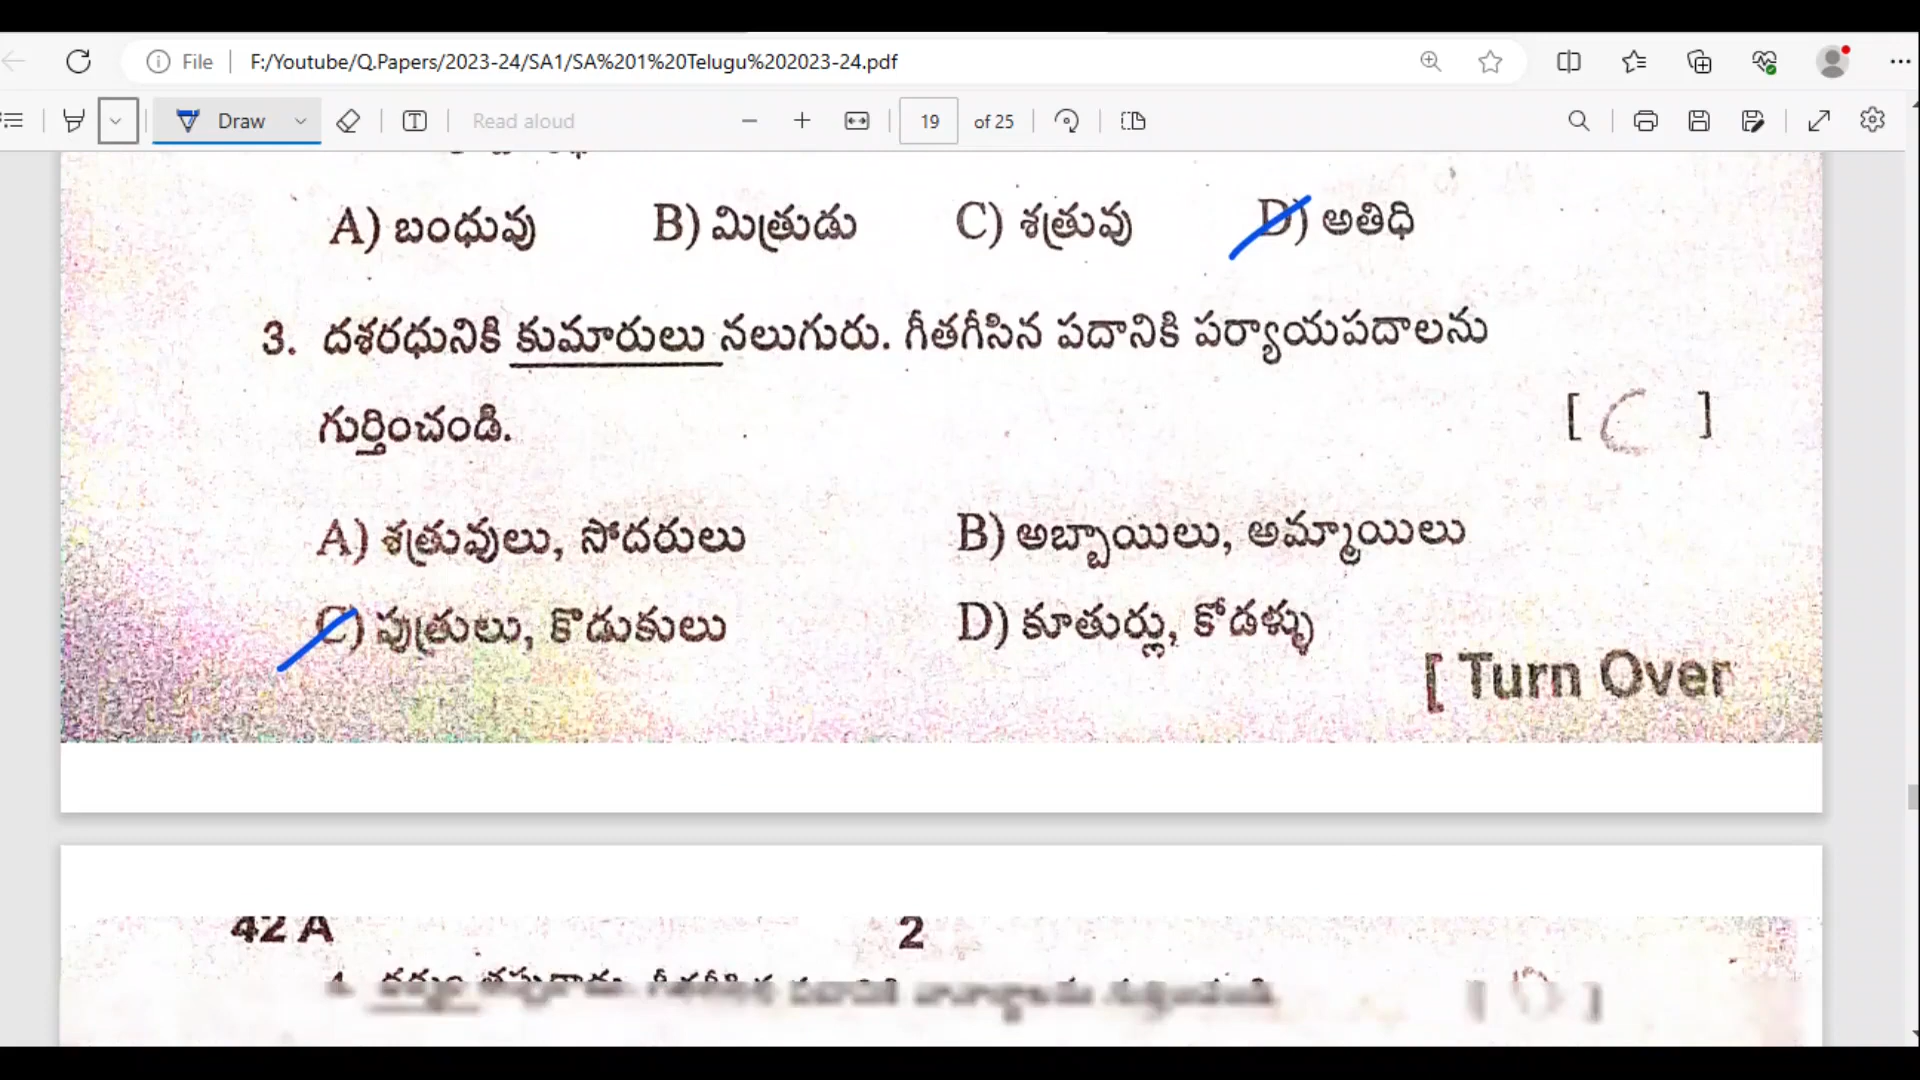 File F:/Youtube/Q.Papers/2023-24/SA1/SA%201%20Telugu%202023-24.pdf
Draw Read aloud 19 of 25
A) బంధువు B) మిత్రుడు C) శత్రువు D) అతిధి
3. దశరధునికి కుమారులు నలుగురు. గీతగీసిన పదానికి పర్యాయపదాలను
గుర్తించండి. [ C ]
A) శత్రువులు, సోదరులు B) అబ్బాయిలు, అమ్మాయిలు
C) పుత్రులు, కొడుకులు D) కూతుర్లు, కోడళ్ళు
[ Turn Over
42 A 2